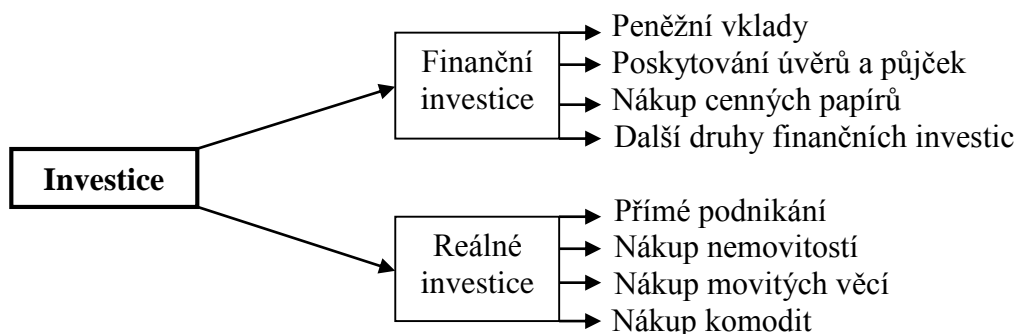 Investice
Finanční
investice
Peněžní vklady
Poskytování úvěrů a půjček
Nákup cenných papírů
Další druhy finančních investic
Reálné
investice
Přímé podnikání
Nákup nemovitostí
Nákup movitých věcí
Nákup komodit